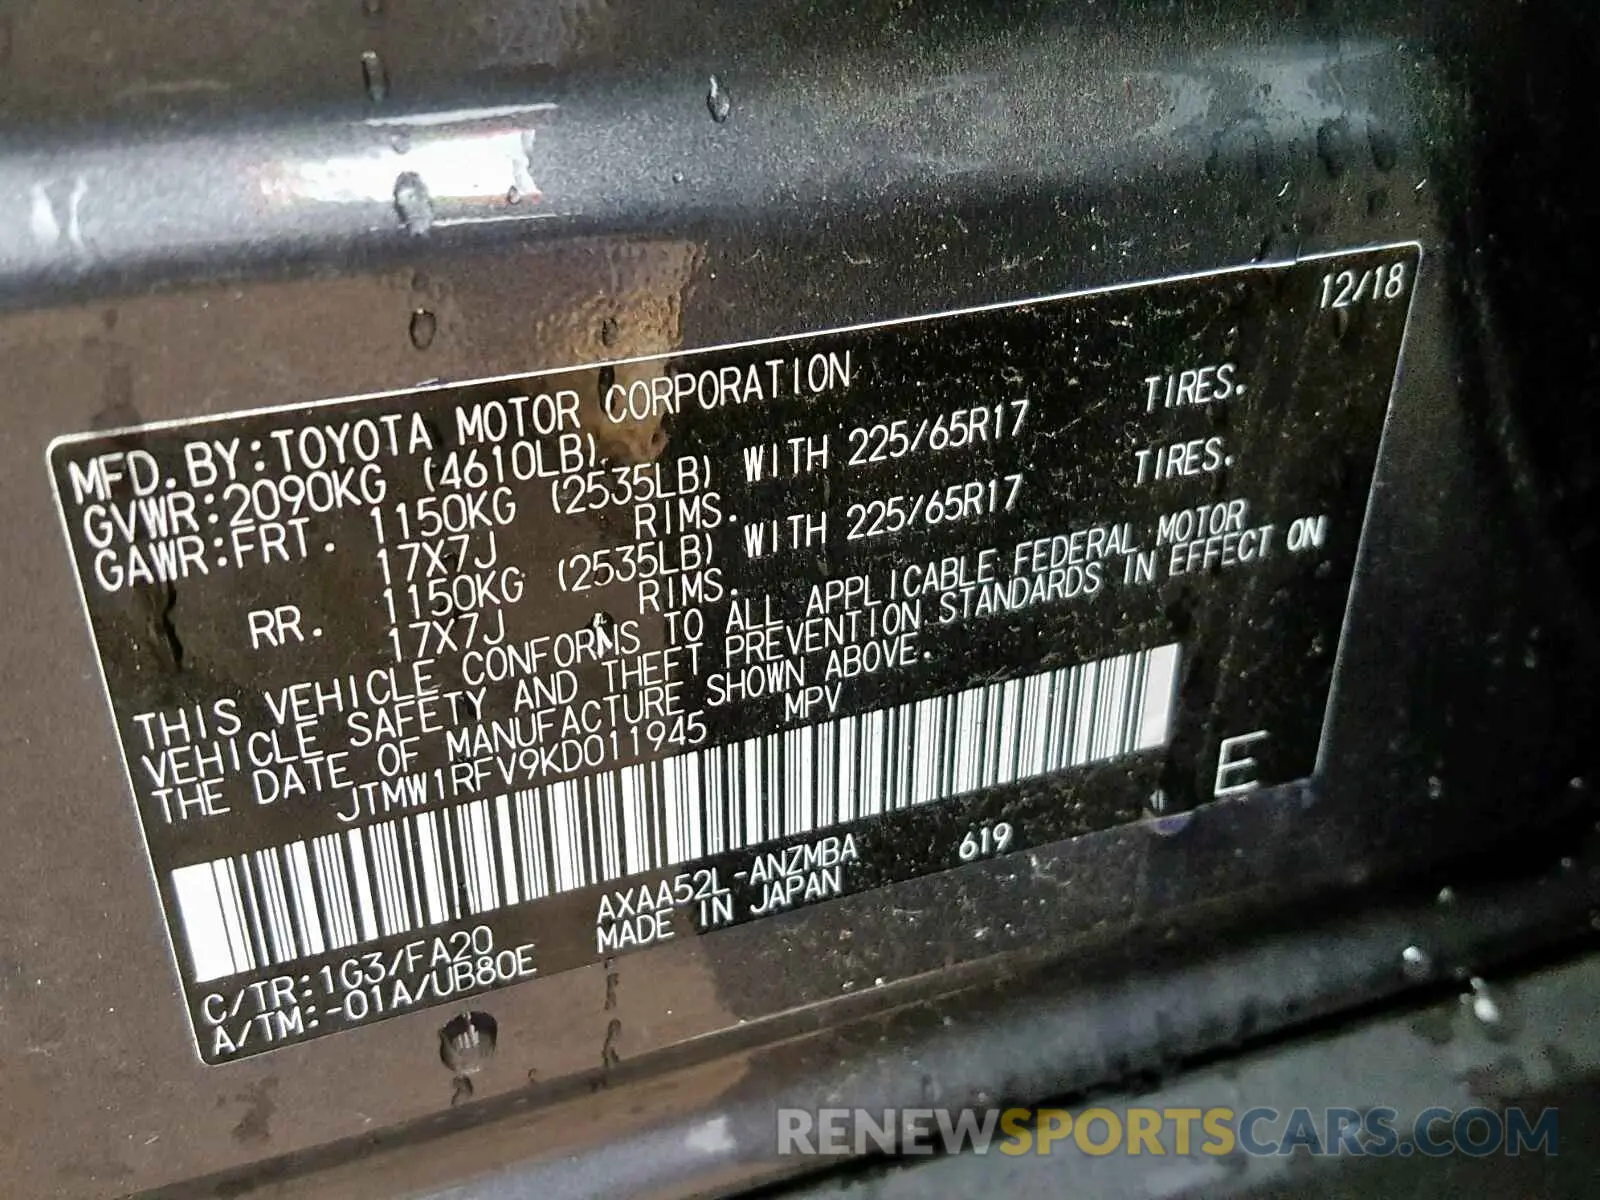 12/18
MFD.BY:TOYOTA MOTOR CORPORATION
GVWR:2090KG (4610LB).
GAWR:FRT. 1150KG (2535LB) WITH 225/65R17 TIRES.
17X7J RIMS.
RR. 1150KG (2535LB) WITH 225/65R17 TIRES.
17X7J RIMS.
THIS VEHICLE CONFORMS TO ALL APPLICABLE FEDERAL MOTOR
VEHICLE SAFETY AND THEFT PREVENTION STANDARDS IN EFFECT ON
THE DATE OF MANUFACTURE SHOWN ABOVE.
JTMW1RFV9KD011945 MPV
E
C/TR:1G3/FA20 AXAA52L-ANZMBA 619
A/TM:-01A/UB80E MADE IN JAPAN
RENEWSPORTSCARS.COM